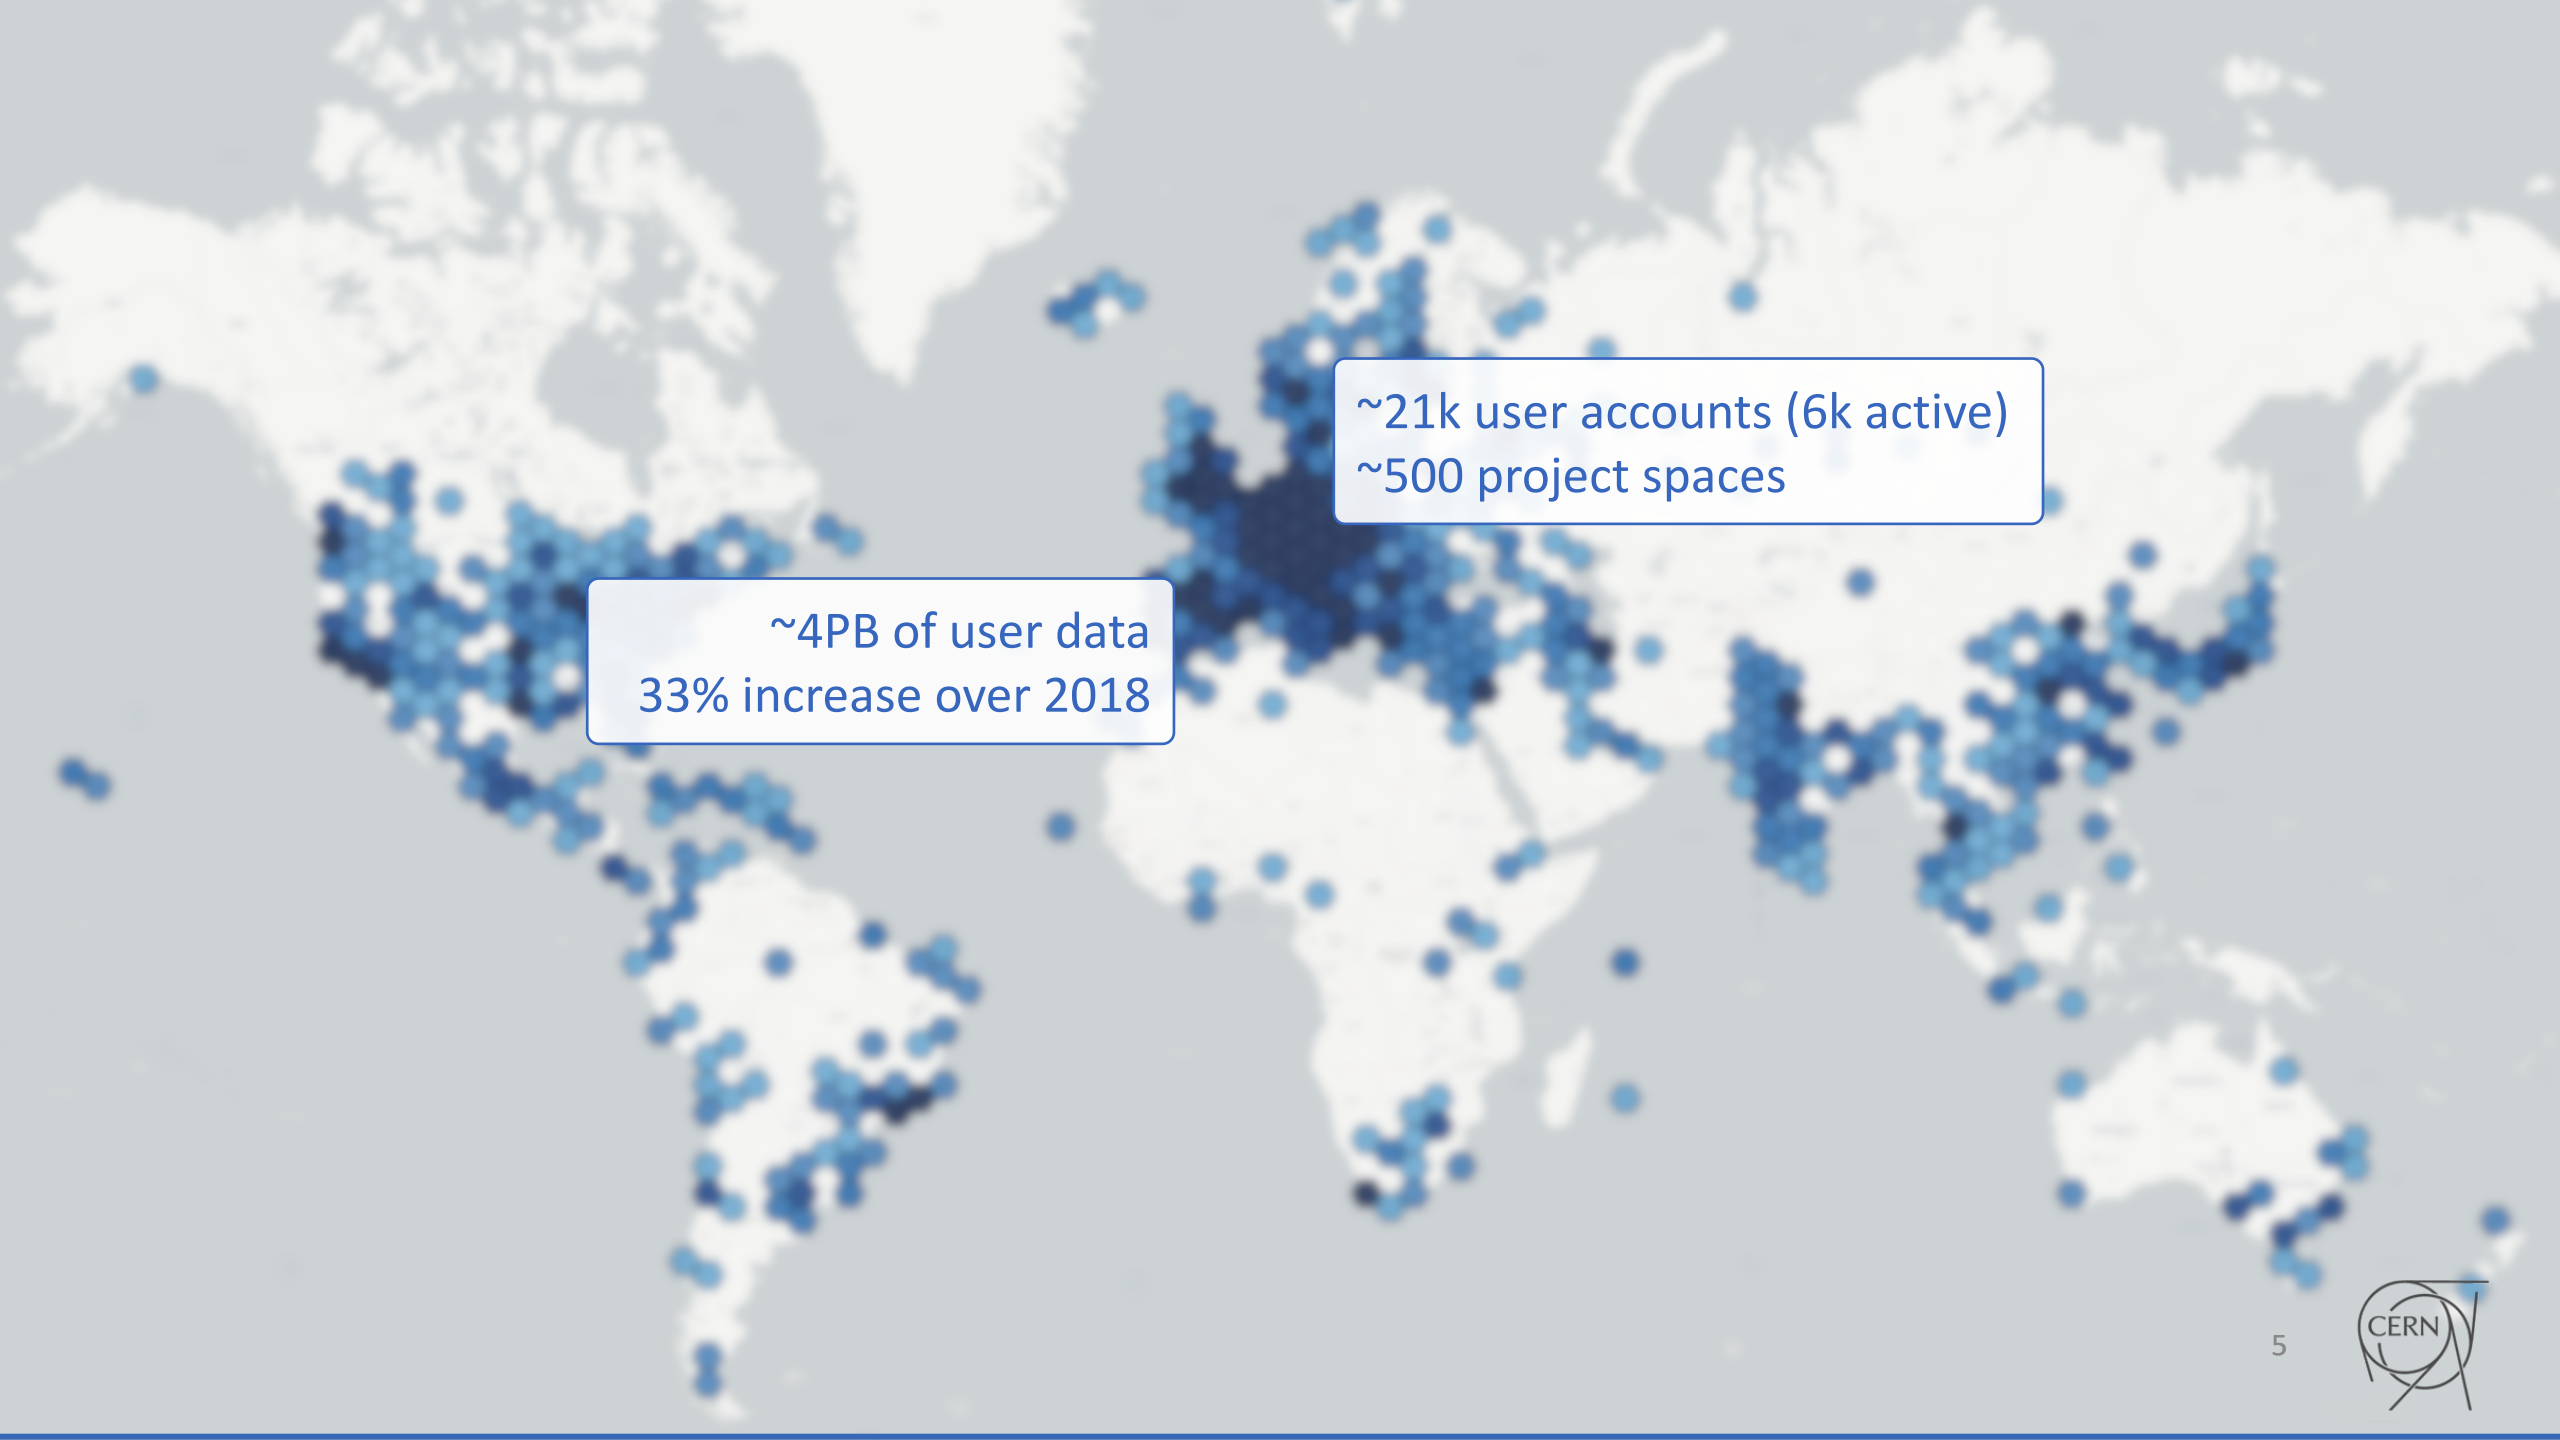 ~21k user accounts (6k active)
~500 project spaces
~4PB of user data
33% increase over 2018
5
CERN